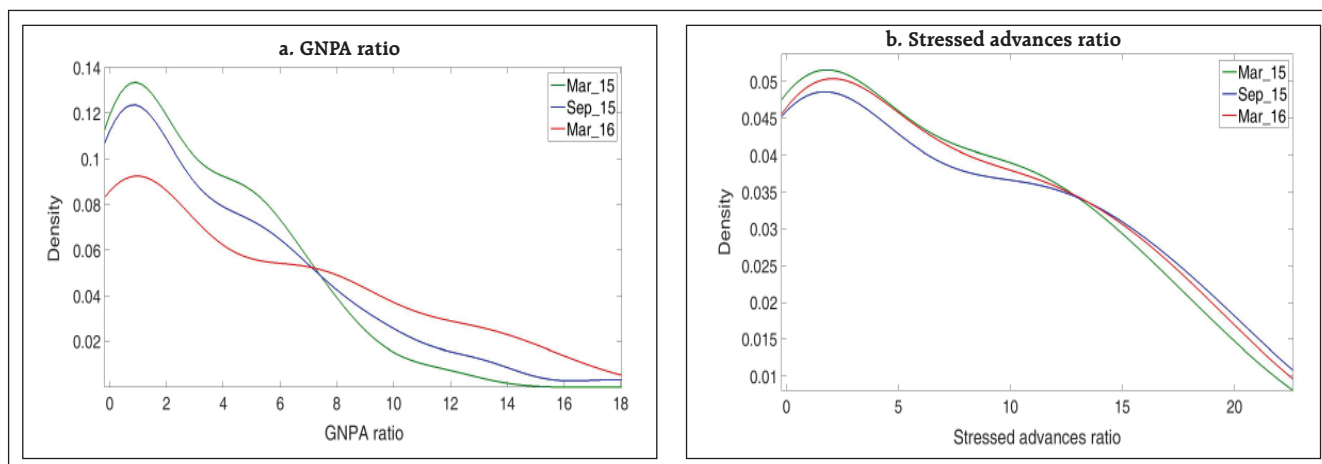 a. GNPA ratio
0.14
0.12
0.1
0.08
0.06
0.04
0.02
Density
Mar_15
Sep_15
Mar_16
0 2 4 6 8 10 12 14 16 18
GNPA ratio
b. Stressed advances ratio
0.05
0.045
0.04
0.035
0.03
0.025
0.02
0.015
0.01
Density
Mar_15
Sep_15
Mar_16
0 5 10 15 20
Stressed advances ratio